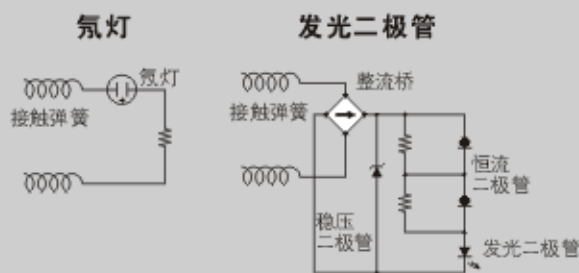 氖灯
发光二极管
氖灯
接触弹簧
整流桥
接触弹簧
恒流
二极管
稳压
二极管
发光二极管